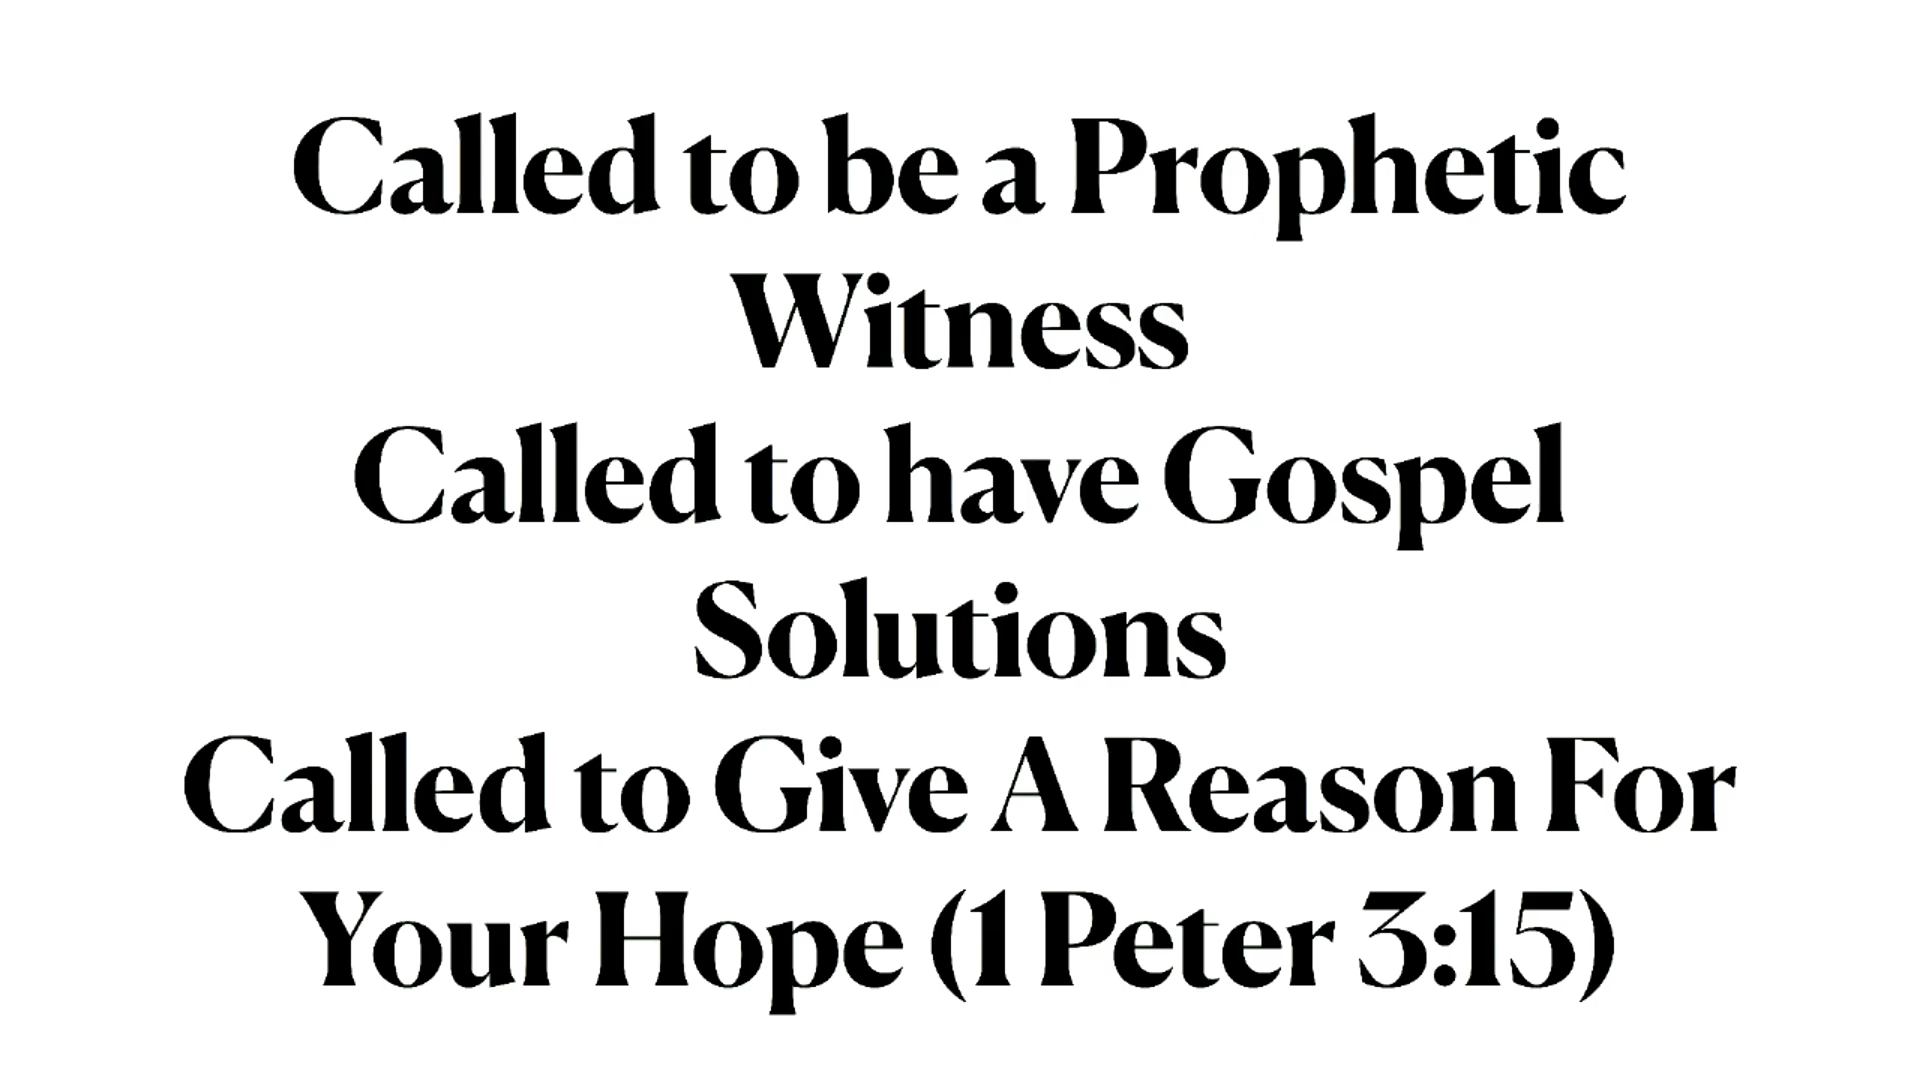 Called to be a Prophetic
Witness
Called to have Gospel
Solutions
Called to Give A Reason For
Your Hope (1 Peter 3:15)